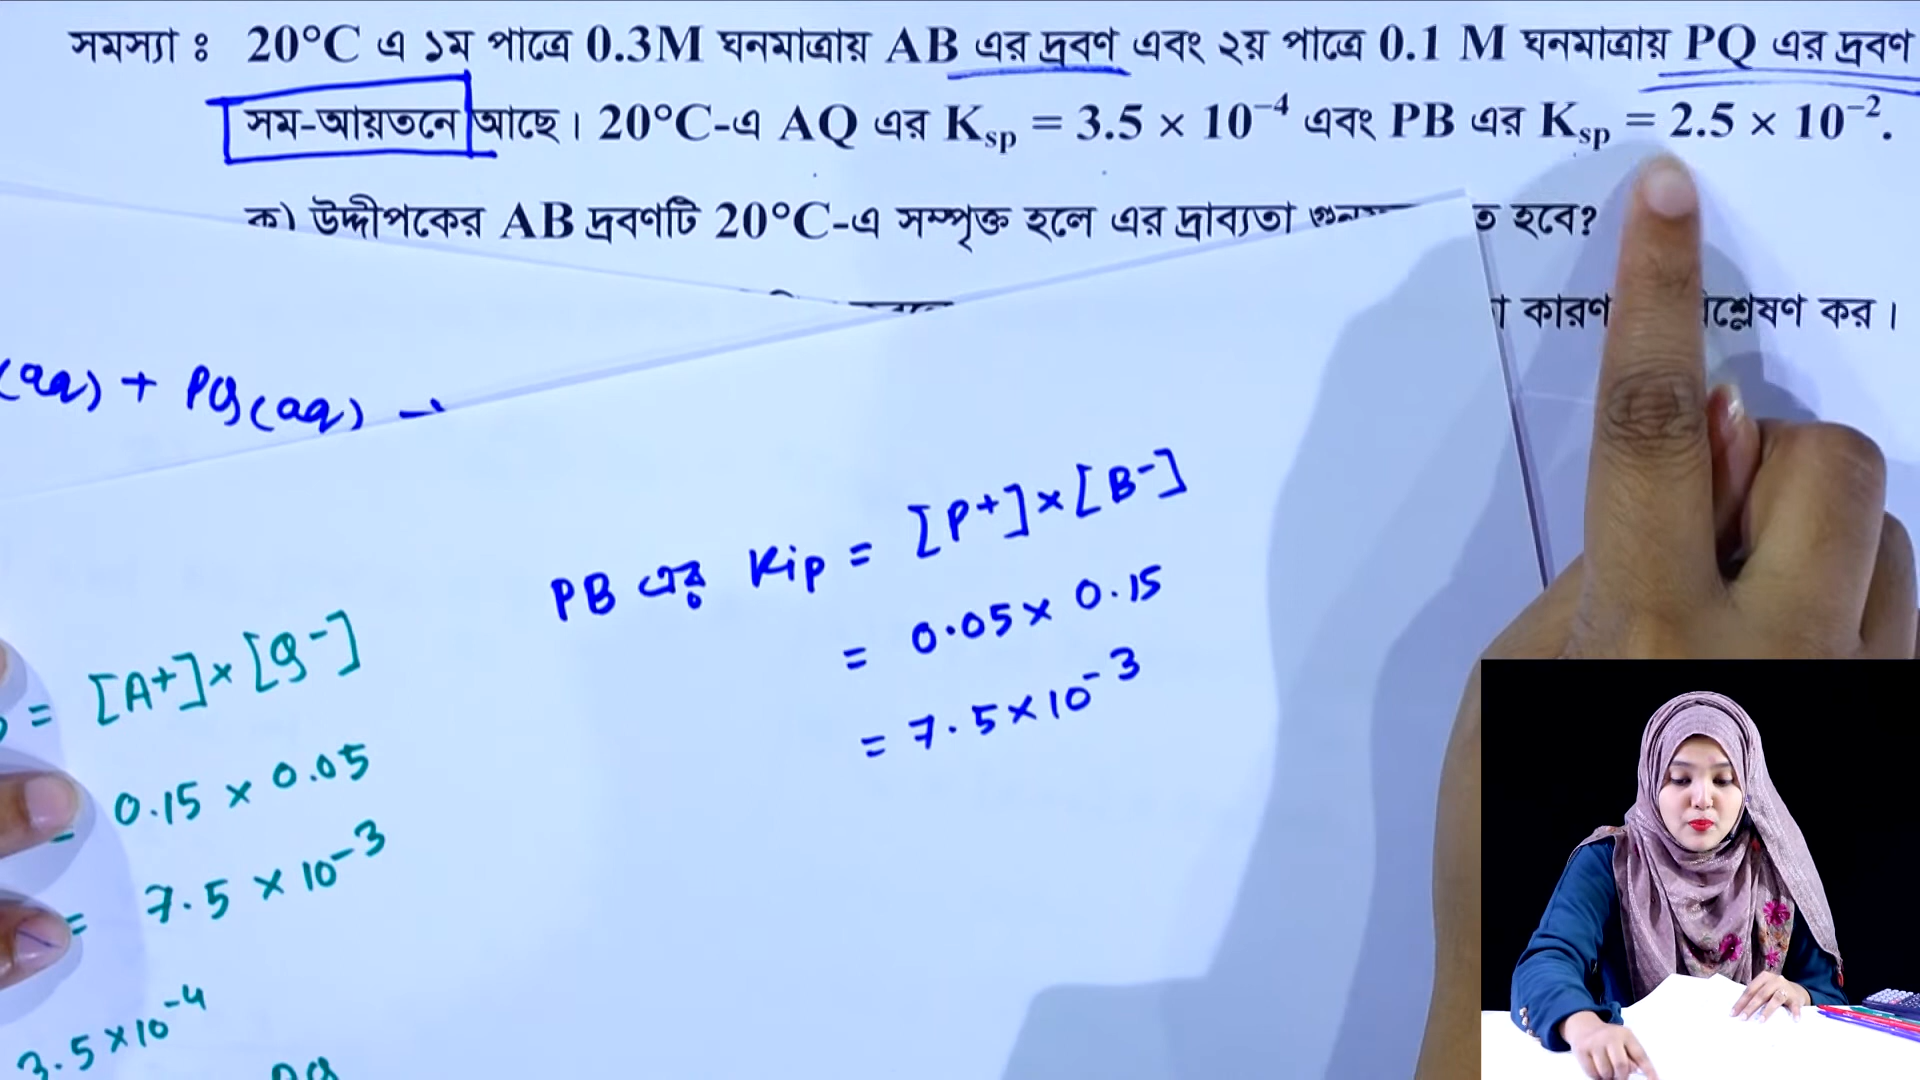 সমস্যা ঃ 20°C এ ১ম পাত্রে 0.3M ঘনমাত্রায় AB এর দ্রবণ এবং ২য় পাত্রে 0.1 M ঘনমাত্রায় PQ এর দ্রবণ
সম-আয়তনে আছে। 20°C-এ AQ এর Ksp = 3.5 × 10⁻⁴ এবং PB এর Ksp = 2.5 × 10⁻².
ক) উদ্দীপকের AB দ্রবণটি 20°C-এ সম্পৃক্ত হলে এর দ্রাব্যতা হবে?
কারণ বিশ্লেষণ কর।
(aq) + PQ(aq) →
PB এর Kip = [P+]×[B-]
= 0.05× 0.15
= 7.5×10⁻³
= [A+]×[Q-]
= 0.15 × 0.05
= 7.5 × 10⁻³
3.5×10⁻⁴